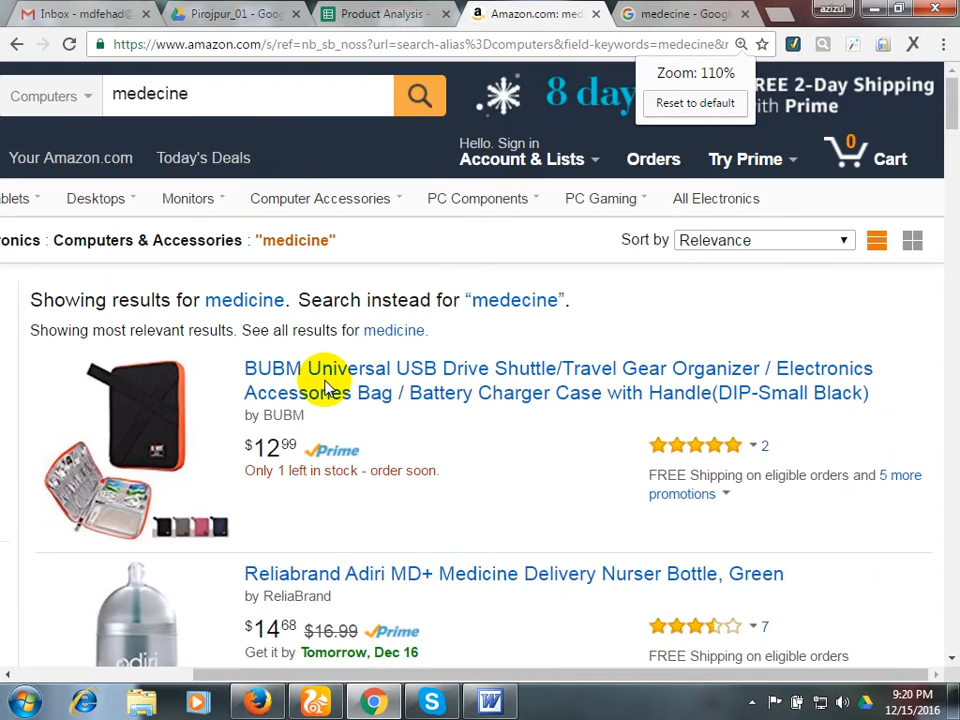 Inbox - mdfehad@
Pirojpur_01 - Goog
Product Analysis -
Amazon.com: med
medecine - Google
azizul
https://www.amazon.com/s/ref=nb_sb_noss?url=search-alias%3Dcomputers&field-keywords=medecine&r
Zoom: 110%
Reset to default
Computers
medecine
8 day
FREE 2-Day Shipping
with Prime
Your Amazon.com
Today's Deals
Hello. Sign in
Account & Lists
Orders
Try Prime
0
Cart
blets
Desktops
Monitors
Computer Accessories
PC Components
PC Gaming
All Electronics
ronics : Computers & Accessories : "medicine"
Sort by
Relevance
Showing results for medicine. Search instead for “medecine”.
Showing most relevant results. See all results for medicine.
BUBM Universal USB Drive Shuttle/Travel Gear Organizer / Electronics
Accessories Bag / Battery Charger Case with Handle(DIP-Small Black)
by BUBM
$12 99 Prime
Only 1 left in stock - order soon.
2
FREE Shipping on eligible orders and 5 more
promotions
Reliabrand Adiri MD+ Medicine Delivery Nurser Bottle, Green
by ReliaBrand
$14 68 $16.99 Prime
Get it by Tomorrow, Dec 16
7
FREE Shipping on eligible orders
adiri
9:20 PM
12/15/2016